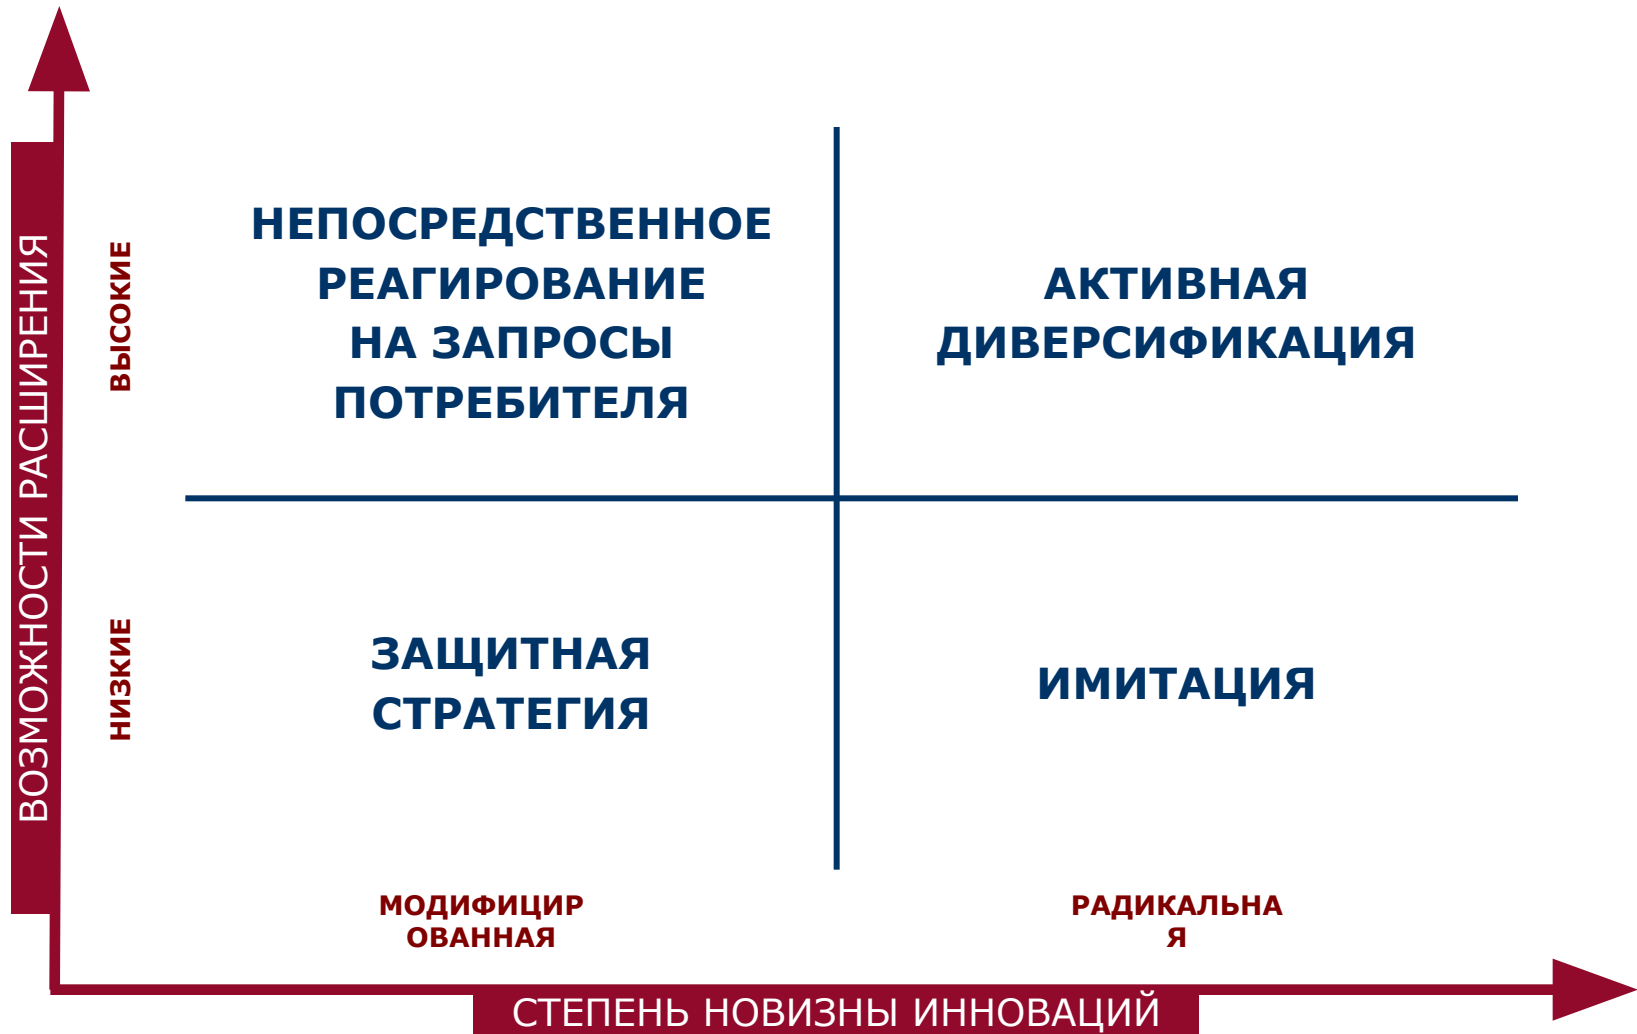 ВОЗМОЖНОСТИ РАСШИРЕНИЯ
ВЫСОКИЕ
НИЗКИЕ
НЕПОСРЕДСТВЕННОЕ
РЕАГИРОВАНИЕ
НА ЗАПРОСЫ
ПОТРЕБИТЕЛЯ
АКТИВНАЯ
ДИВЕРСИФИКАЦИЯ
ЗАЩИТНАЯ
СТРАТЕГИЯ
ИМИТАЦИЯ
МОДИФИЦИР
ОВАННАЯ
РАДИКАЛЬНА
Я
СТЕПЕНЬ НОВИЗНЫ ИННОВАЦИЙ